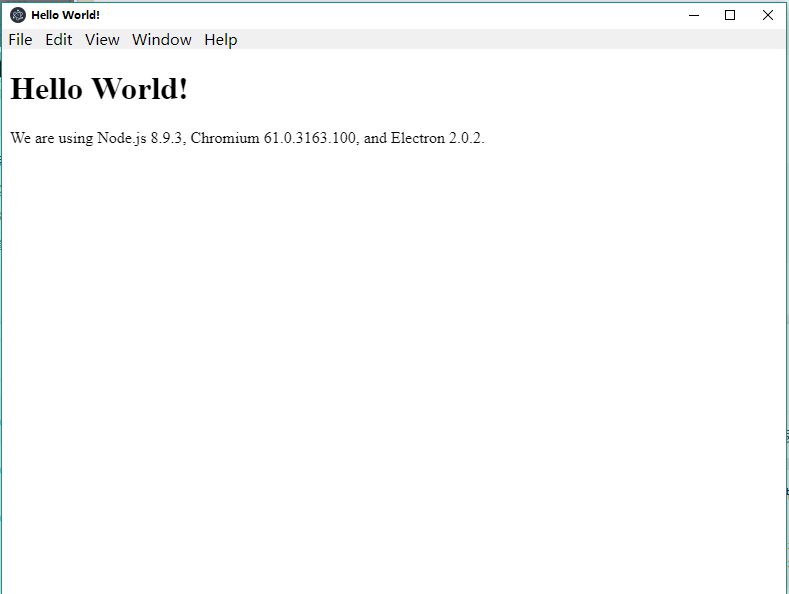 Hello World!
File Edit View Window Help
Hello World!
We are using Node.js 8.9.3, Chromium 61.0.3163.100, and Electron 2.0.2.